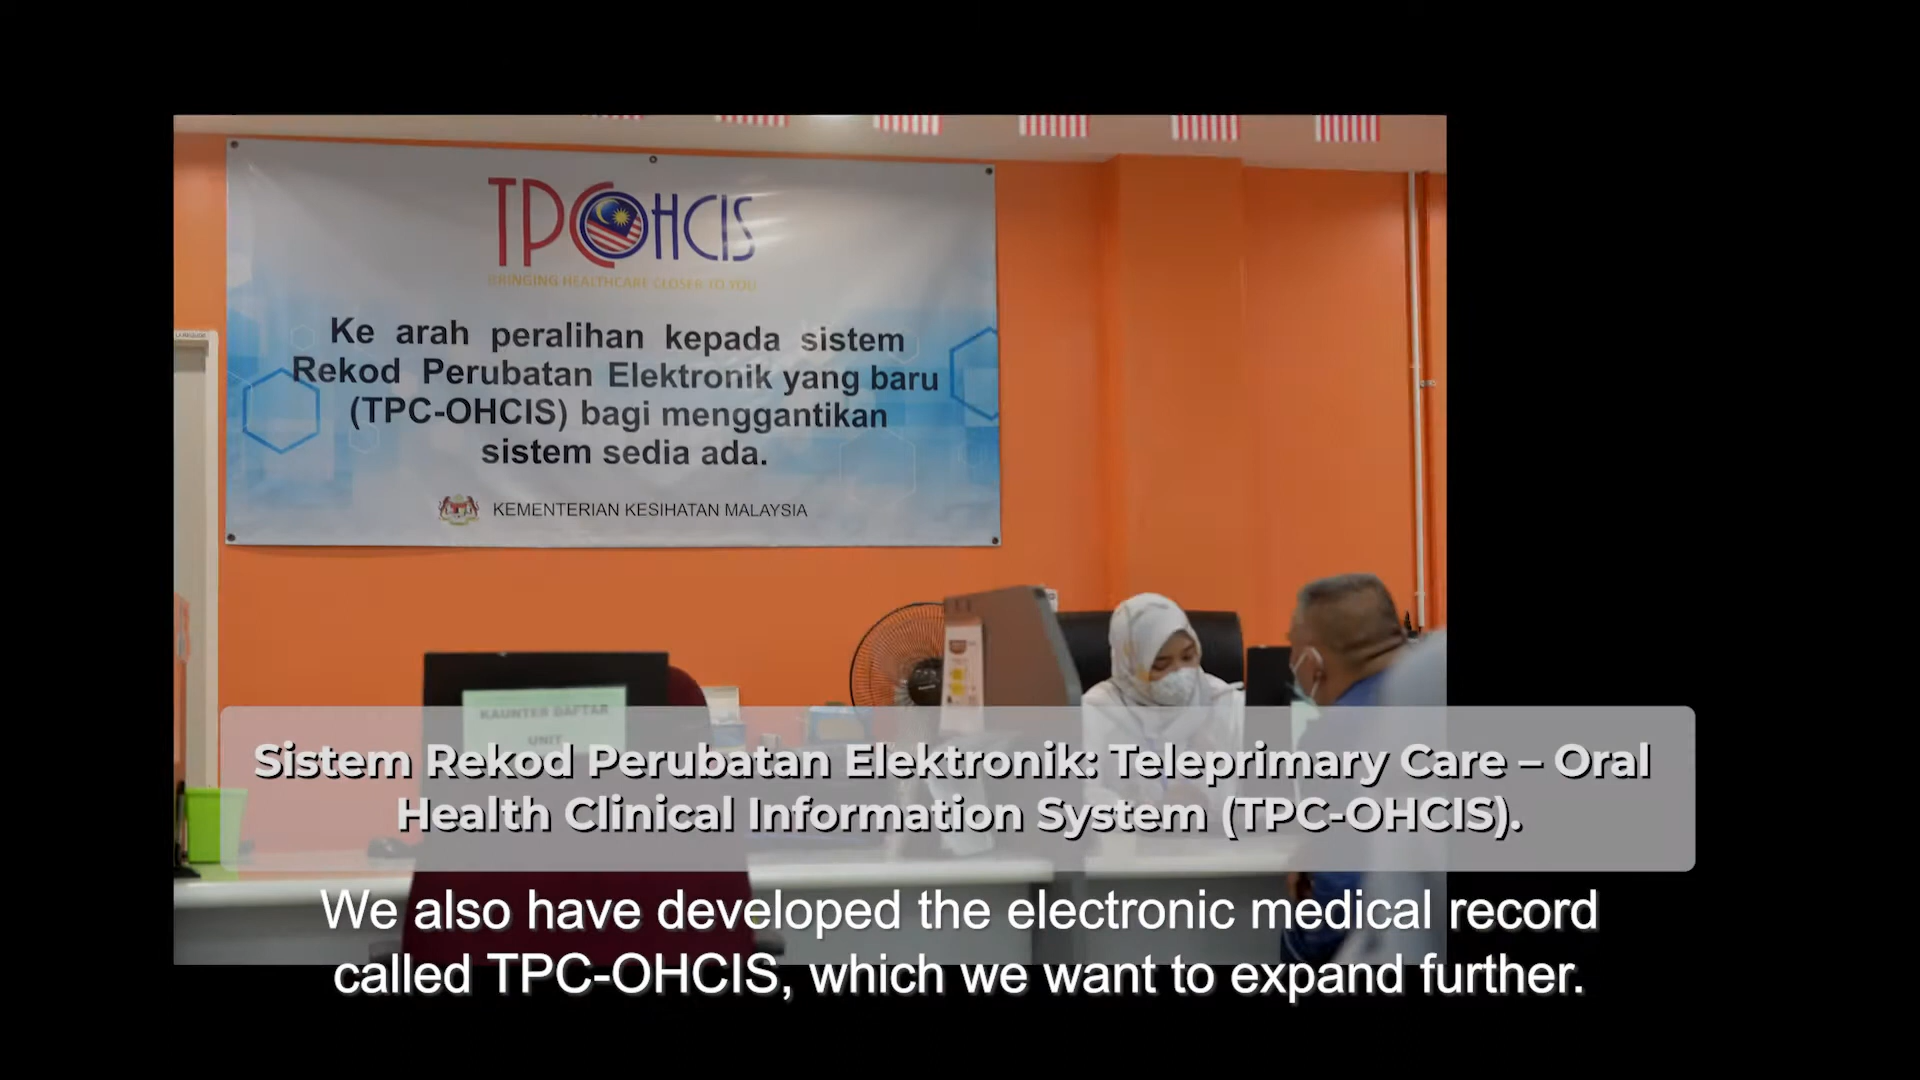 TPCOHCIS
BRINGING HEALTHCARE CLOSER TO YOU
Ke arah peralihan kepada sistem
Rekod Perubatan Elektronik yang baru
(TPC-OHCIS) bagi menggantikan
sistem sedia ada.
KEMENTERIAN KESIHATAN MALAYSIA
KAUNTER DAFTAR
UNIT
Sistem Rekod Perubatan Elektronik: Teleprimary Care – Oral
Health Clinical Information System (TPC-OHCIS).
We also have developed the electronic medical record
called TPC-OHCIS, which we want to expand further.